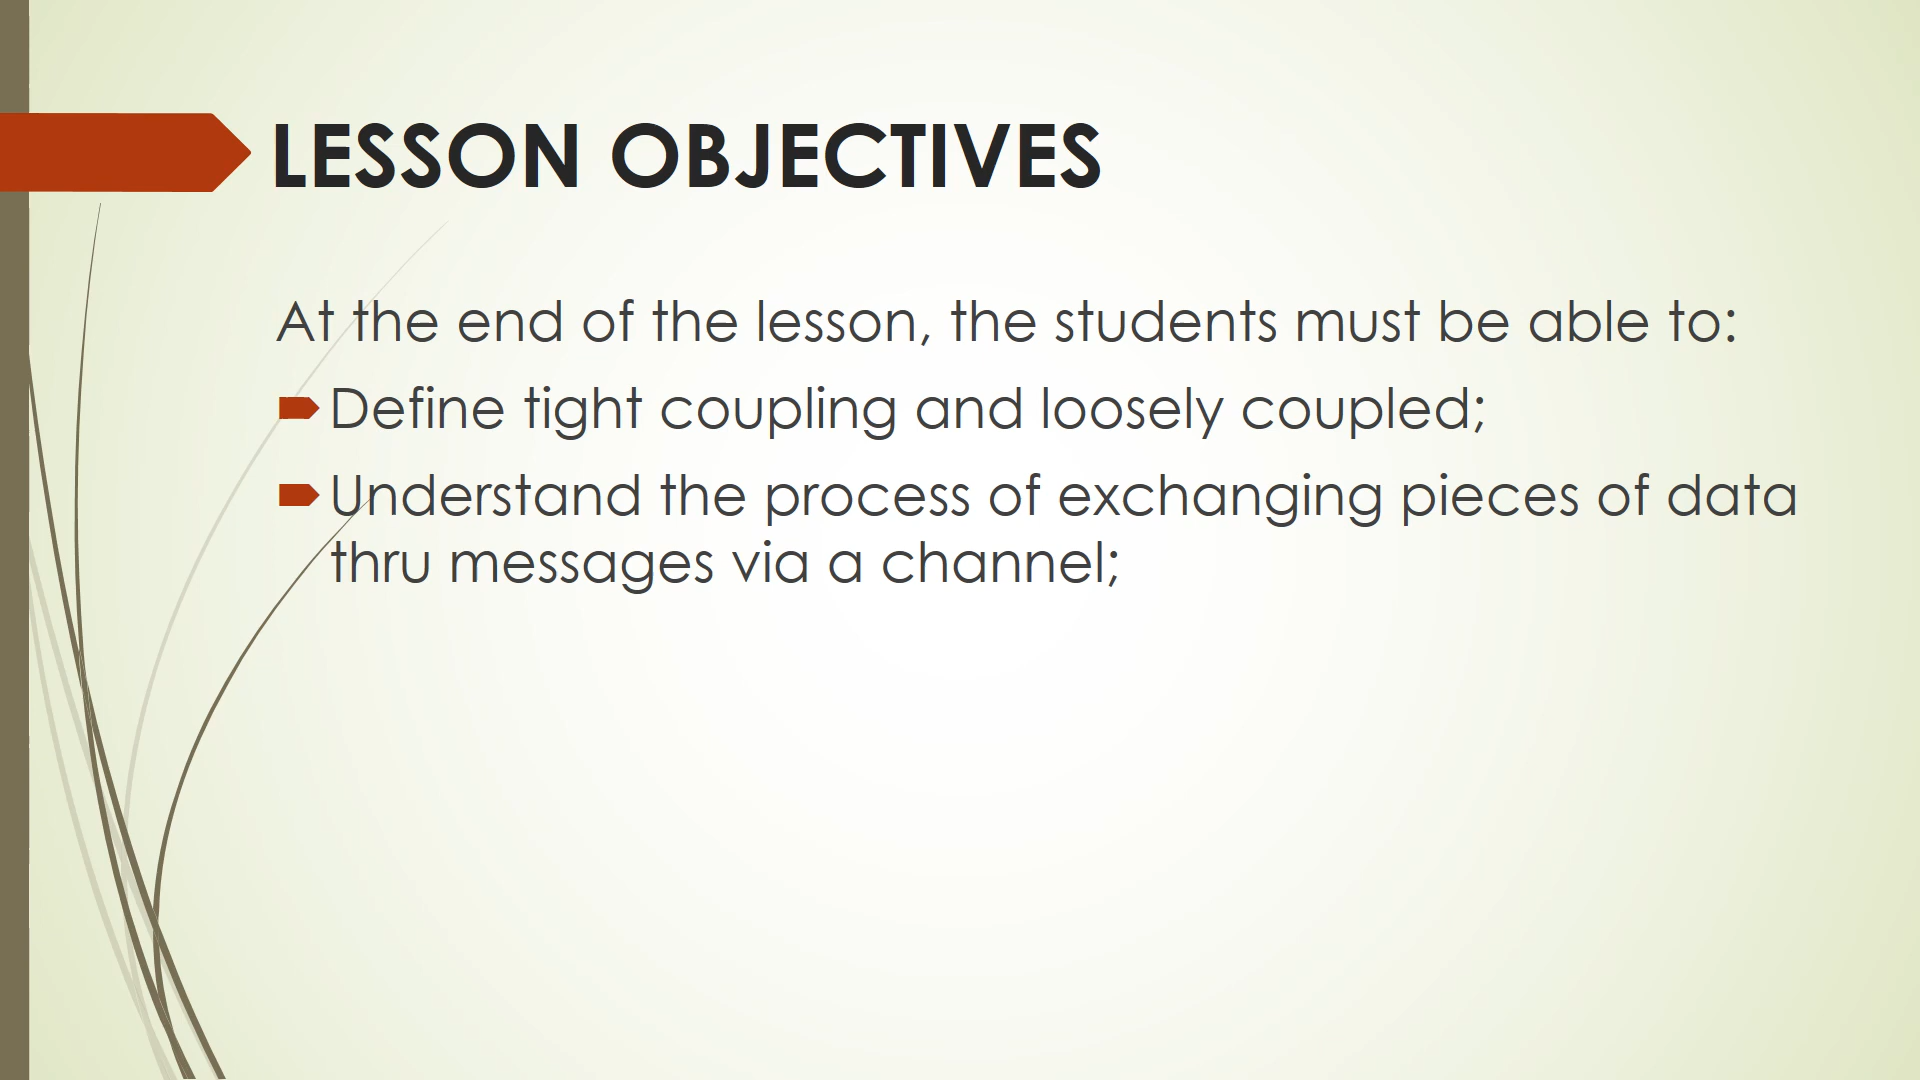 LESSON OBJECTIVES
At the end of the lesson, the students must be able to:
Define tight coupling and loosely coupled;
Understand the process of exchanging pieces of data
thru messages via a channel;